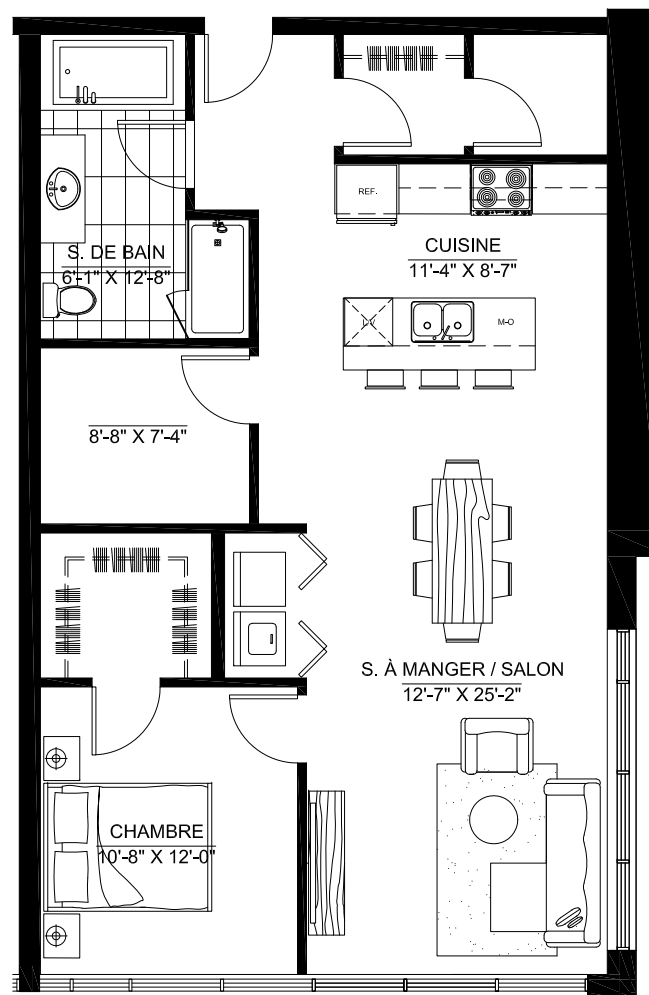 REF.
CUISINE
11'-4" X 8'-7"
S. DE BAIN
6'-1" X 12'-8"
M-O
8'-8" X 7'-4"
S. À MANGER / SALON
12'-7" X 25'-2"
CHAMBRE
10'-8" X 12'-0"